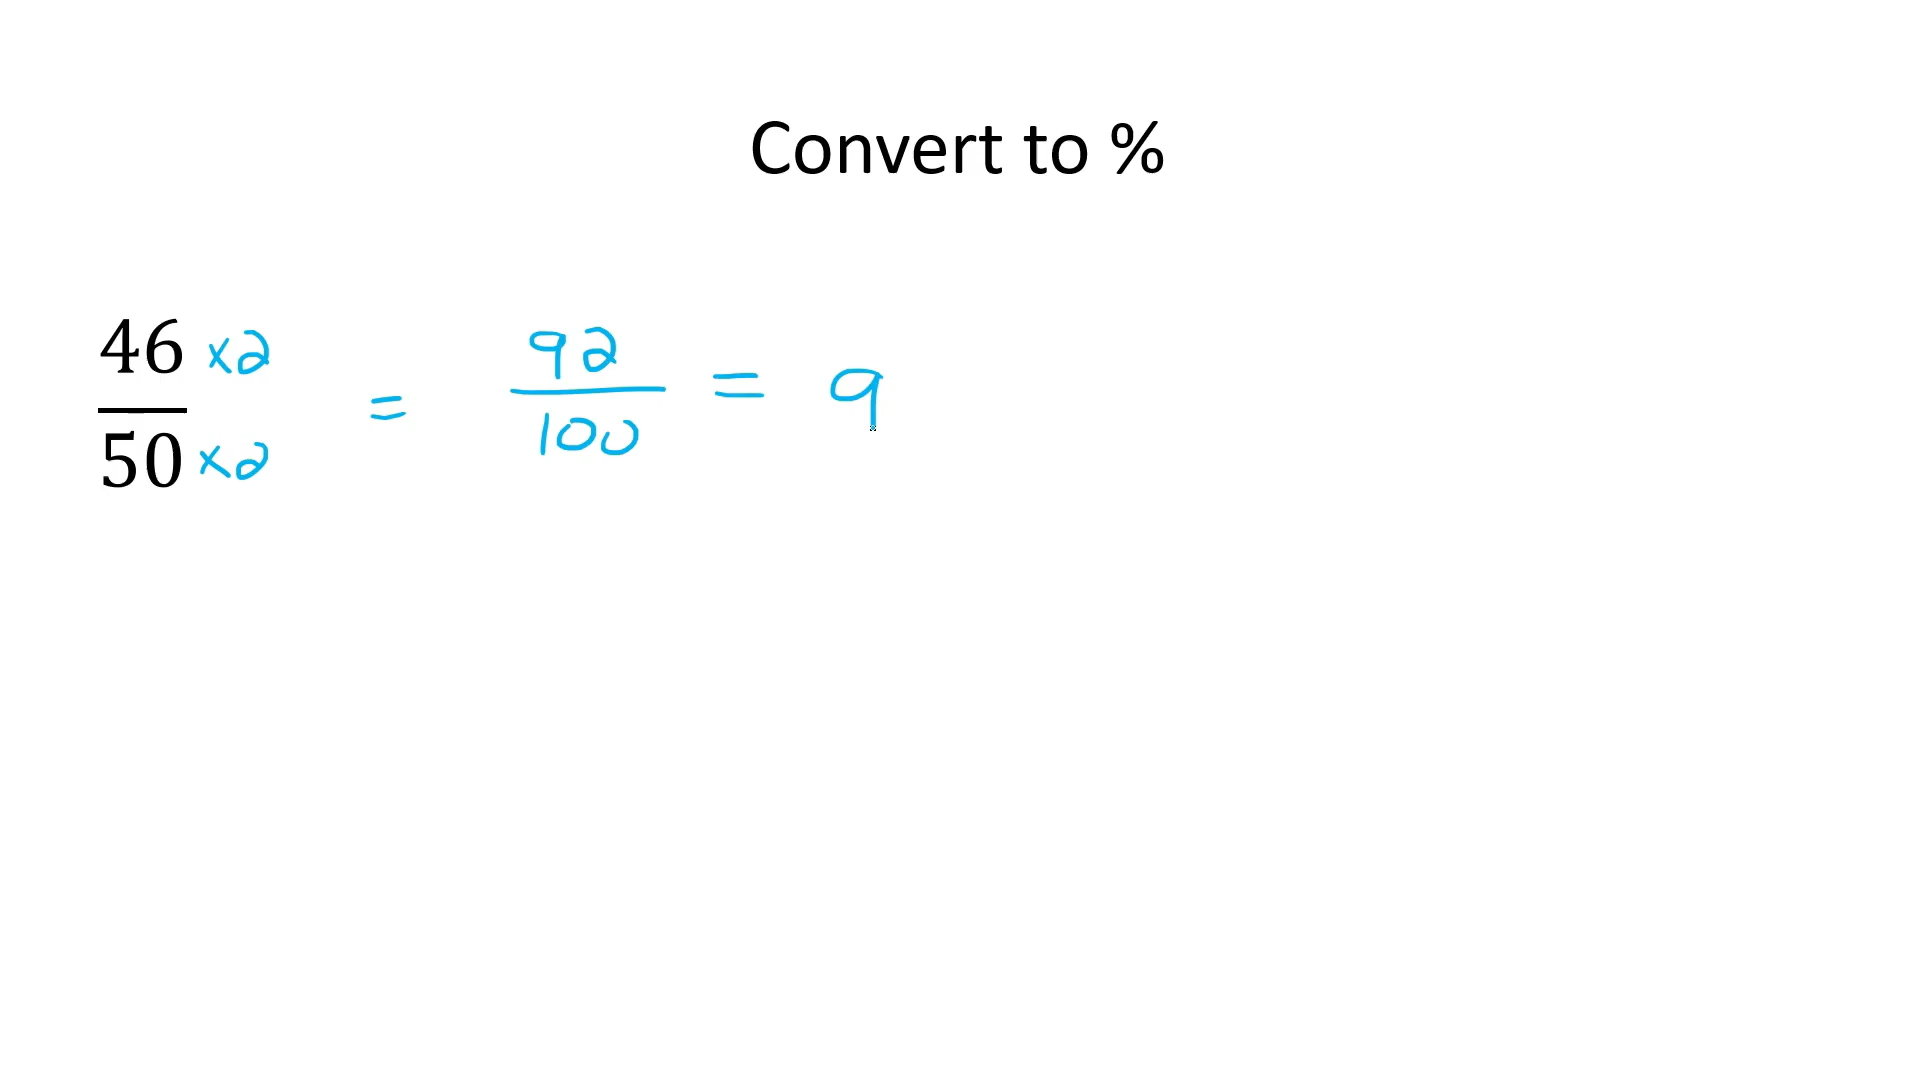 Convert to %
46 x2 = 92 = 9
50 x2 100